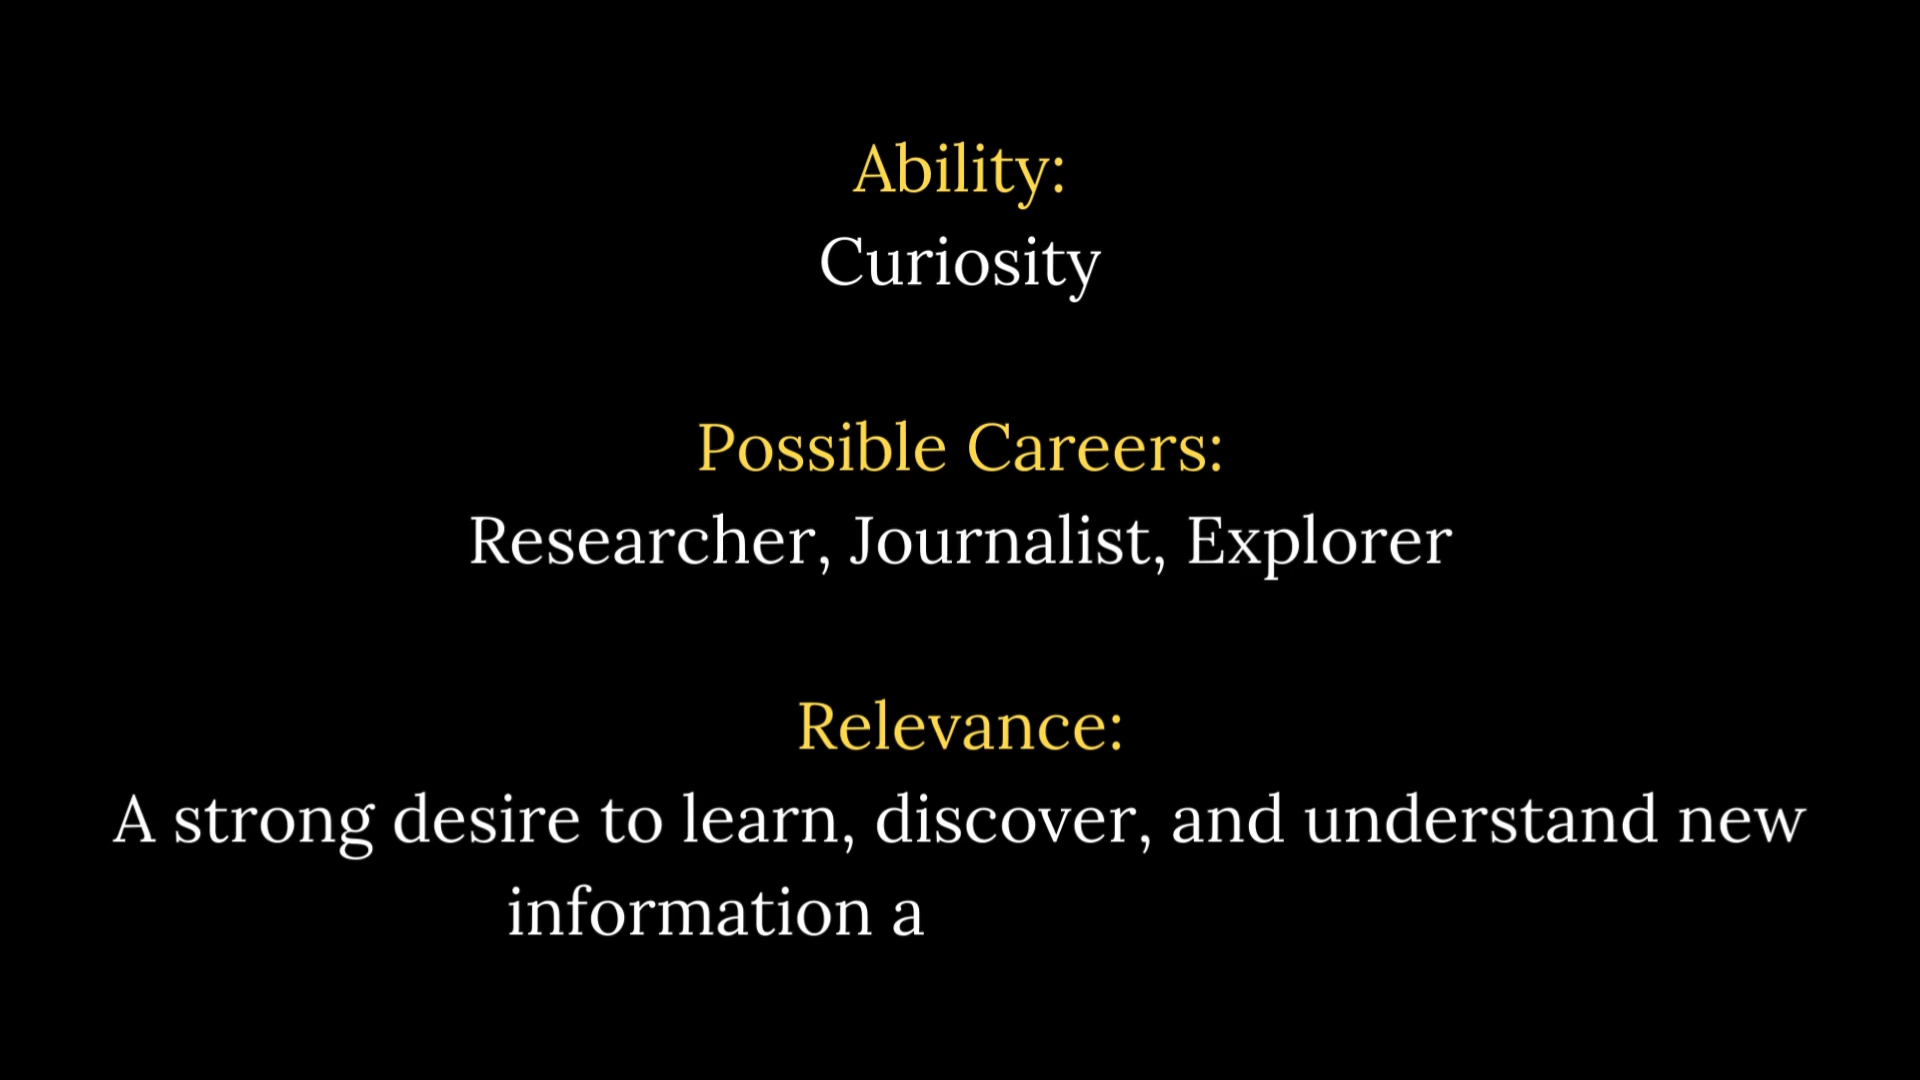 Ability:
Curiosity
Possible Careers:
Researcher, Journalist, Explorer
Relevance:
A strong desire to learn, discover, and understand new
information a